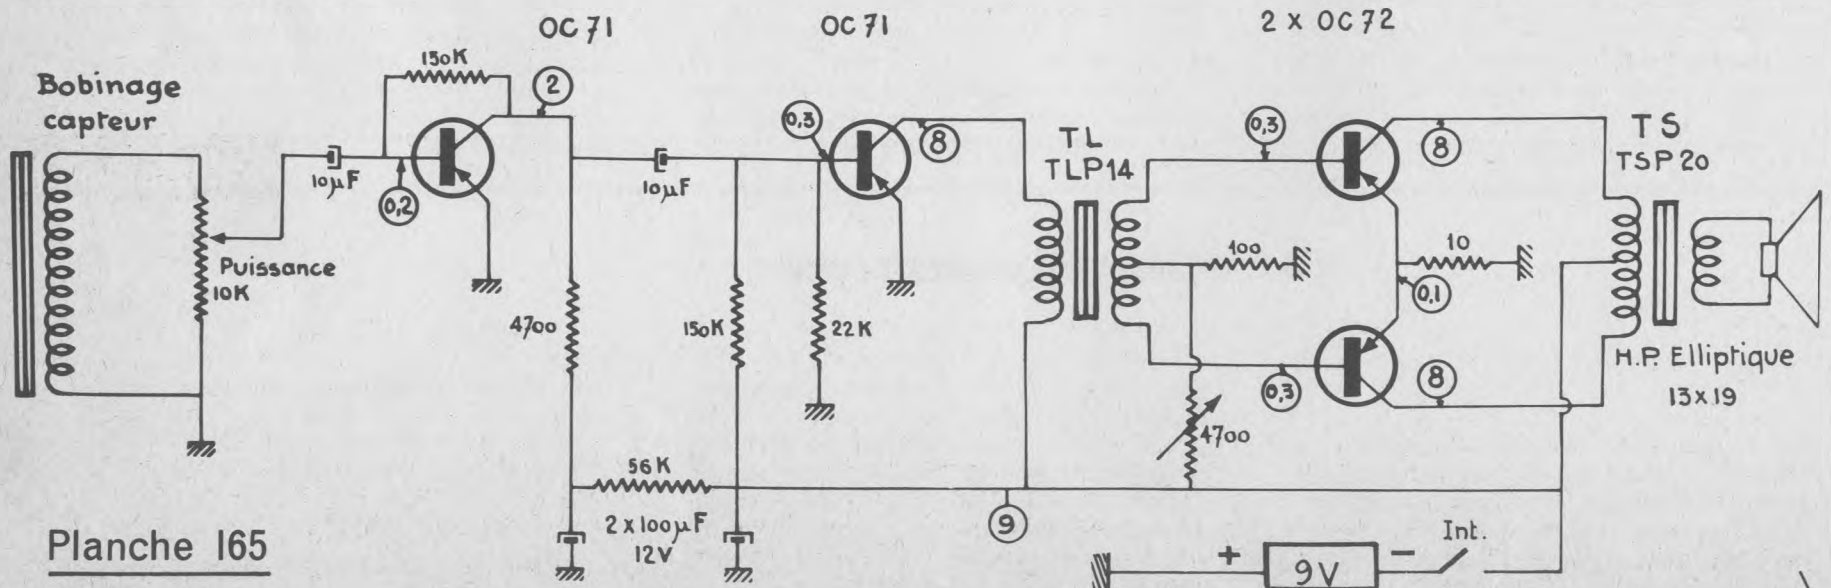 OC 71
OC 71
2 x OC 72
Bobinage
capteur
150K
2
10µF
0,2
Puissance
10K
4700
10µF
0,3
8
150K
22K
TL
TLP14
0,3
8
100
10
0,1
0,3
8
4700
TS
TSP 20
H.P. Elliptique
13x19
56K
2 x 100µF
12V
9
+
9V
−
Int.
Planche 165